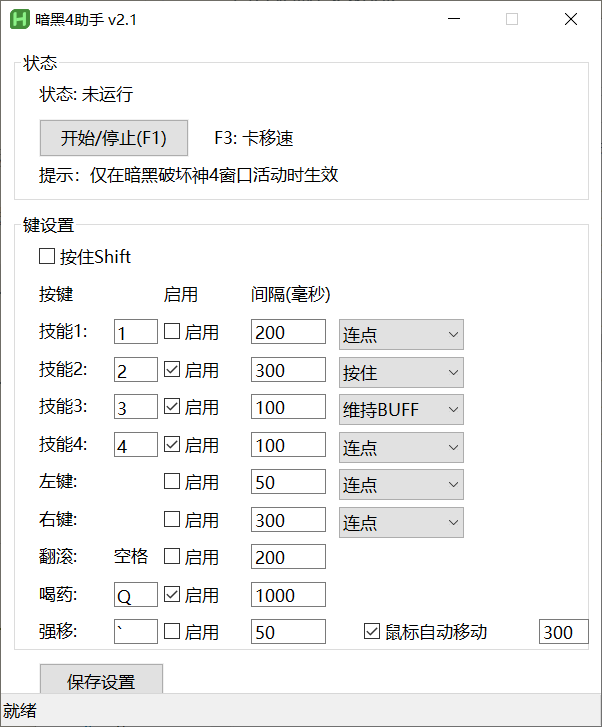 暗黑4助手 v2.1
状态
状态: 未运行
开始/停止(F1) F3: 卡移速
提示：仅在暗黑破坏神4窗口活动时生效
键设置
按住Shift
按键 启用 间隔(毫秒)
技能1: 1 启用 200 连点
技能2: 2 启用 300 按住
技能3: 3 启用 100 维持BUFF
技能4: 4 启用 100 连点
左键: 启用 50 连点
右键: 启用 300 连点
翻滚: 空格 启用 200
喝药: Q 启用 1000
强移: ` 启用 50 鼠标自动移动 300
保存设置
就绪